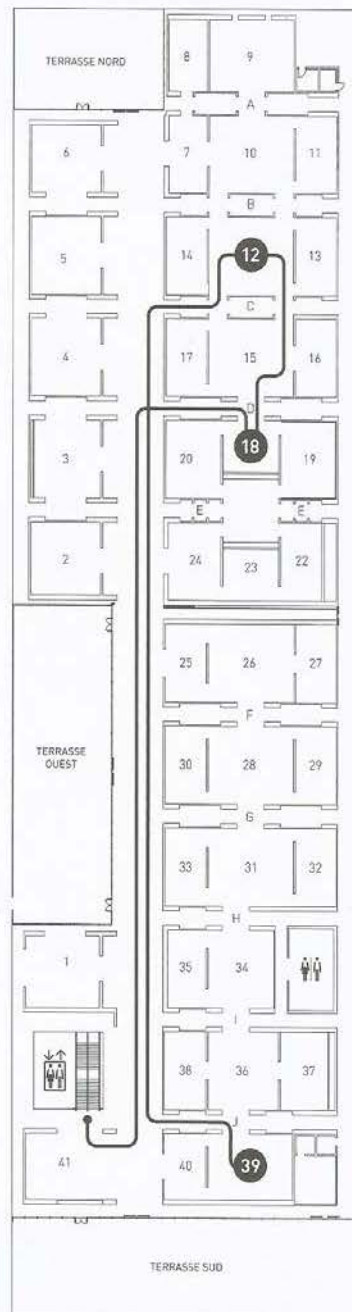 TERRASSE NORD
8
9
A
6
7
10
11
B
5
14
12
13
C
4
17
15
16
D
3
20
18
19
E
E
2
24
23
22
25
26
27
F
TERRASSE
OUEST
30
28
29
G
33
31
32
H
1
35
34
I
38
36
37
J
41
40
39
TERRASSE SUD